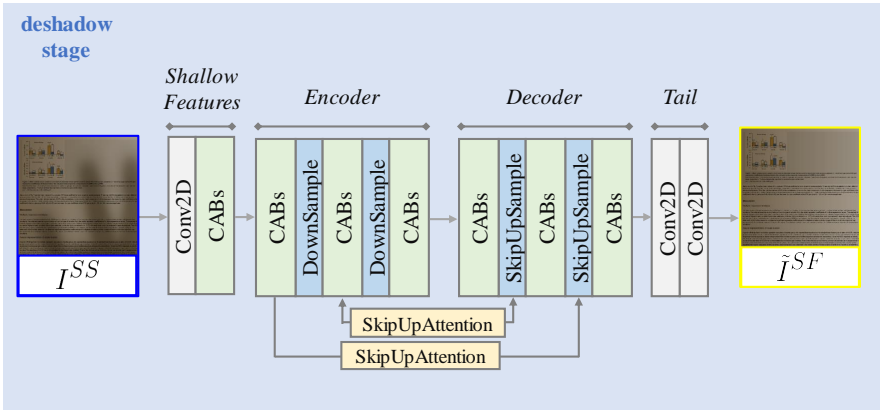 deshadow
stage
Shallow
Features
Encoder
Decoder
Tail
Conv2D
CABs
CABs
DownSample
CABs
DownSample
CABs
CABs
SkipUpSample
CABs
SkipUpSample
CABs
Conv2D
Conv2D
I^{SS}
Ĩ^{SF}
SkipUpAttention
SkipUpAttention